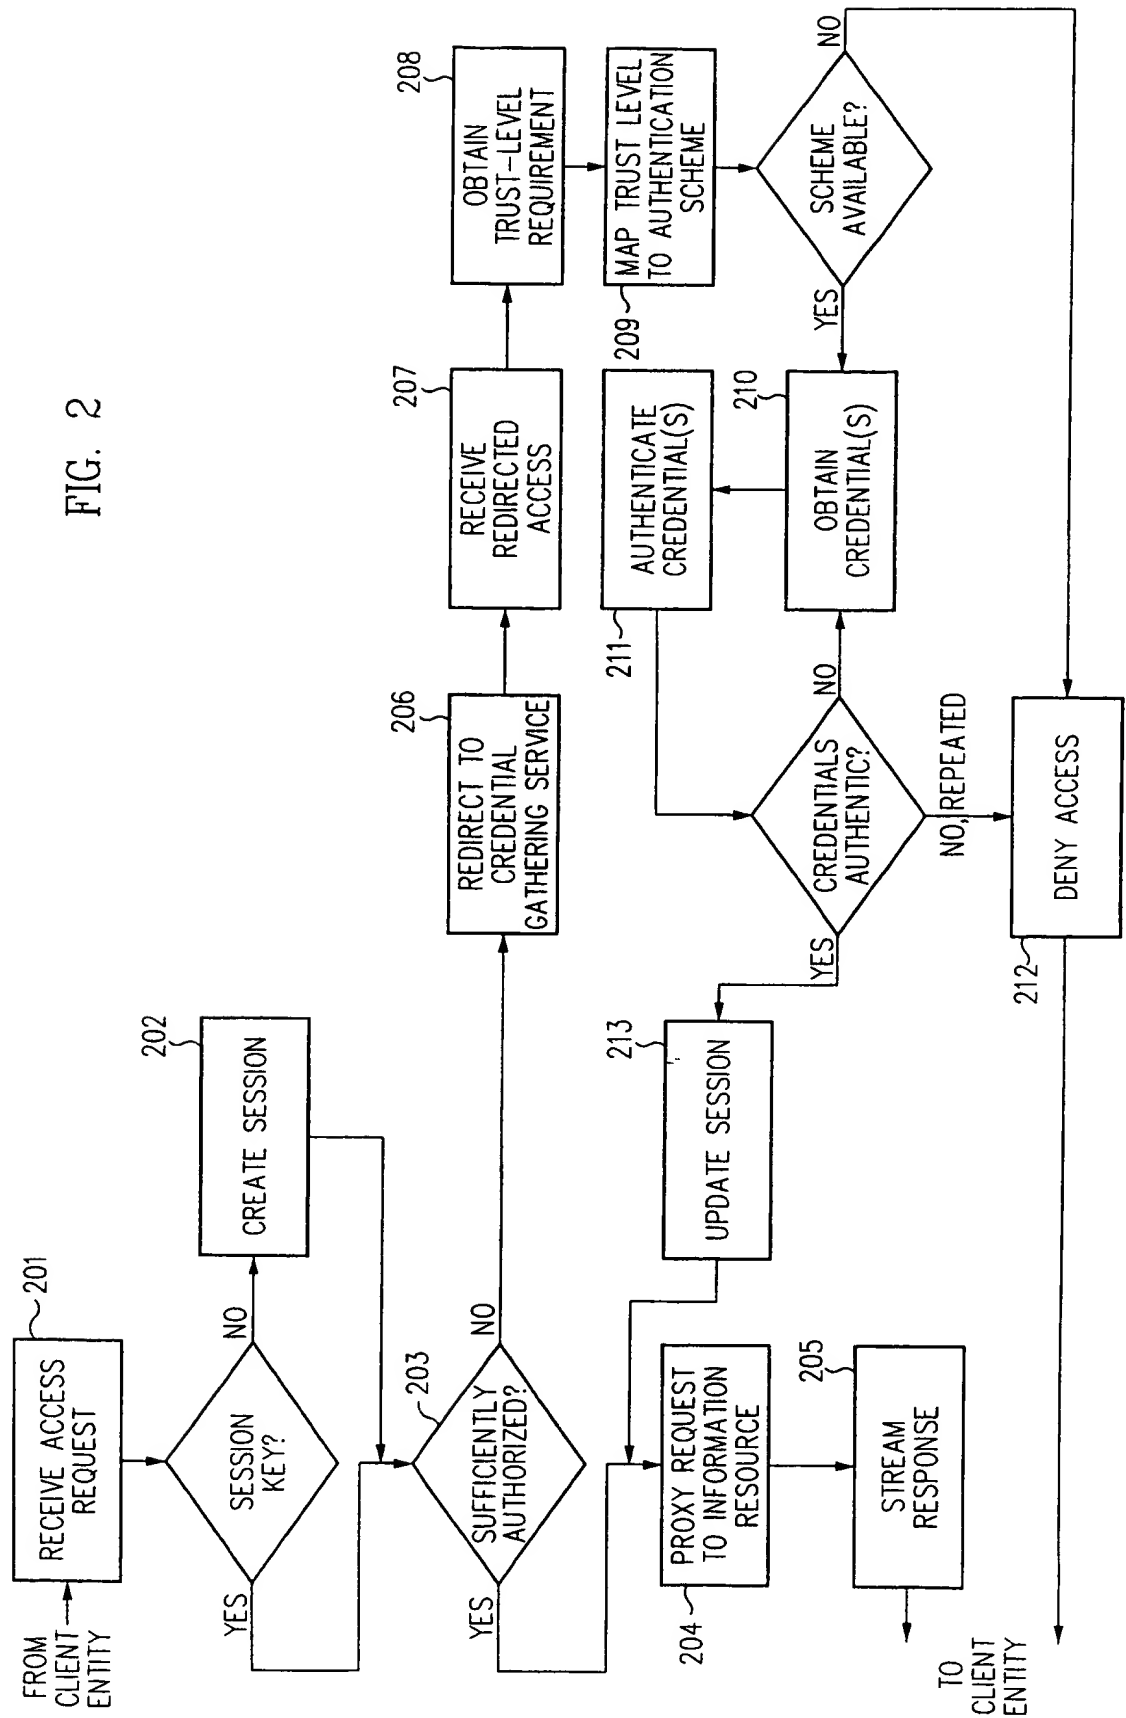 FIG. 2
FROM
CLIENT
ENTITY
RECEIVE ACCESS
REQUEST
201
SESSION
KEY?
YES
NO
CREATE SESSION
202
SUFFICIENTLY
AUTHORIZED?
203
YES
NO
PROXY REQUEST
TO INFORMATION
RESOURCE
204
STREAM
RESPONSE
205
TO
CLIENT
ENTITY
REDIRECT TO
CREDENTIAL
GATHERING SERVICE
206
RECEIVE
REDIRECTED
ACCESS
207
OBTAIN
TRUST-LEVEL
REQUIREMENT
208
MAP TRUST LEVEL
TO AUTHENTICATION
SCHEME
209
SCHEME
AVAILABLE?
YES
NO
OBTAIN
CREDENTIAL(S)
210
AUTHENTICATE
CREDENTIAL(S)
211
CREDENTIALS
AUTHENTIC?
YES
NO
NO, REPEATED
DENY ACCESS
212
UPDATE SESSION
213